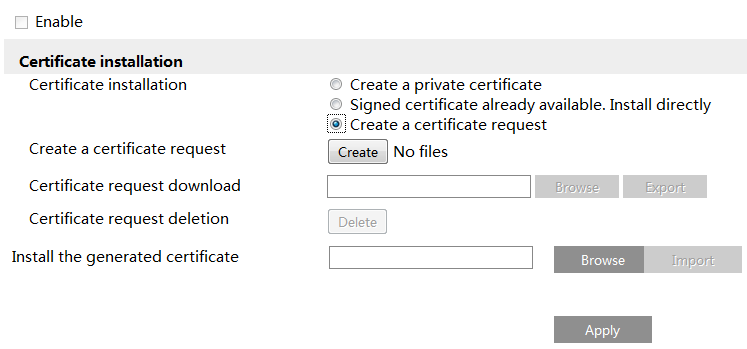 Enable
Certificate installation
Certificate installation
Create a private certificate
Signed certificate already available. Install directly
Create a certificate request
Create a certificate request Create No files
Certificate request download Browse Export
Certificate request deletion Delete
Install the generated certificate Browse Import
Apply